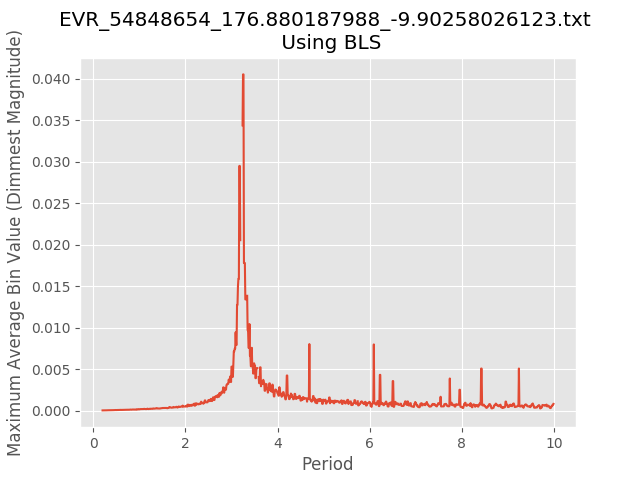 EVR_54848654_176.880187988_-9.90258026123.txt
Using BLS
Maximum Average Bin Value (Dimmest Magnitude)
0.040
0.035
0.030
0.025
0.020
0.015
0.010
0.005
0.000
0 2 4 6 8 10
Period